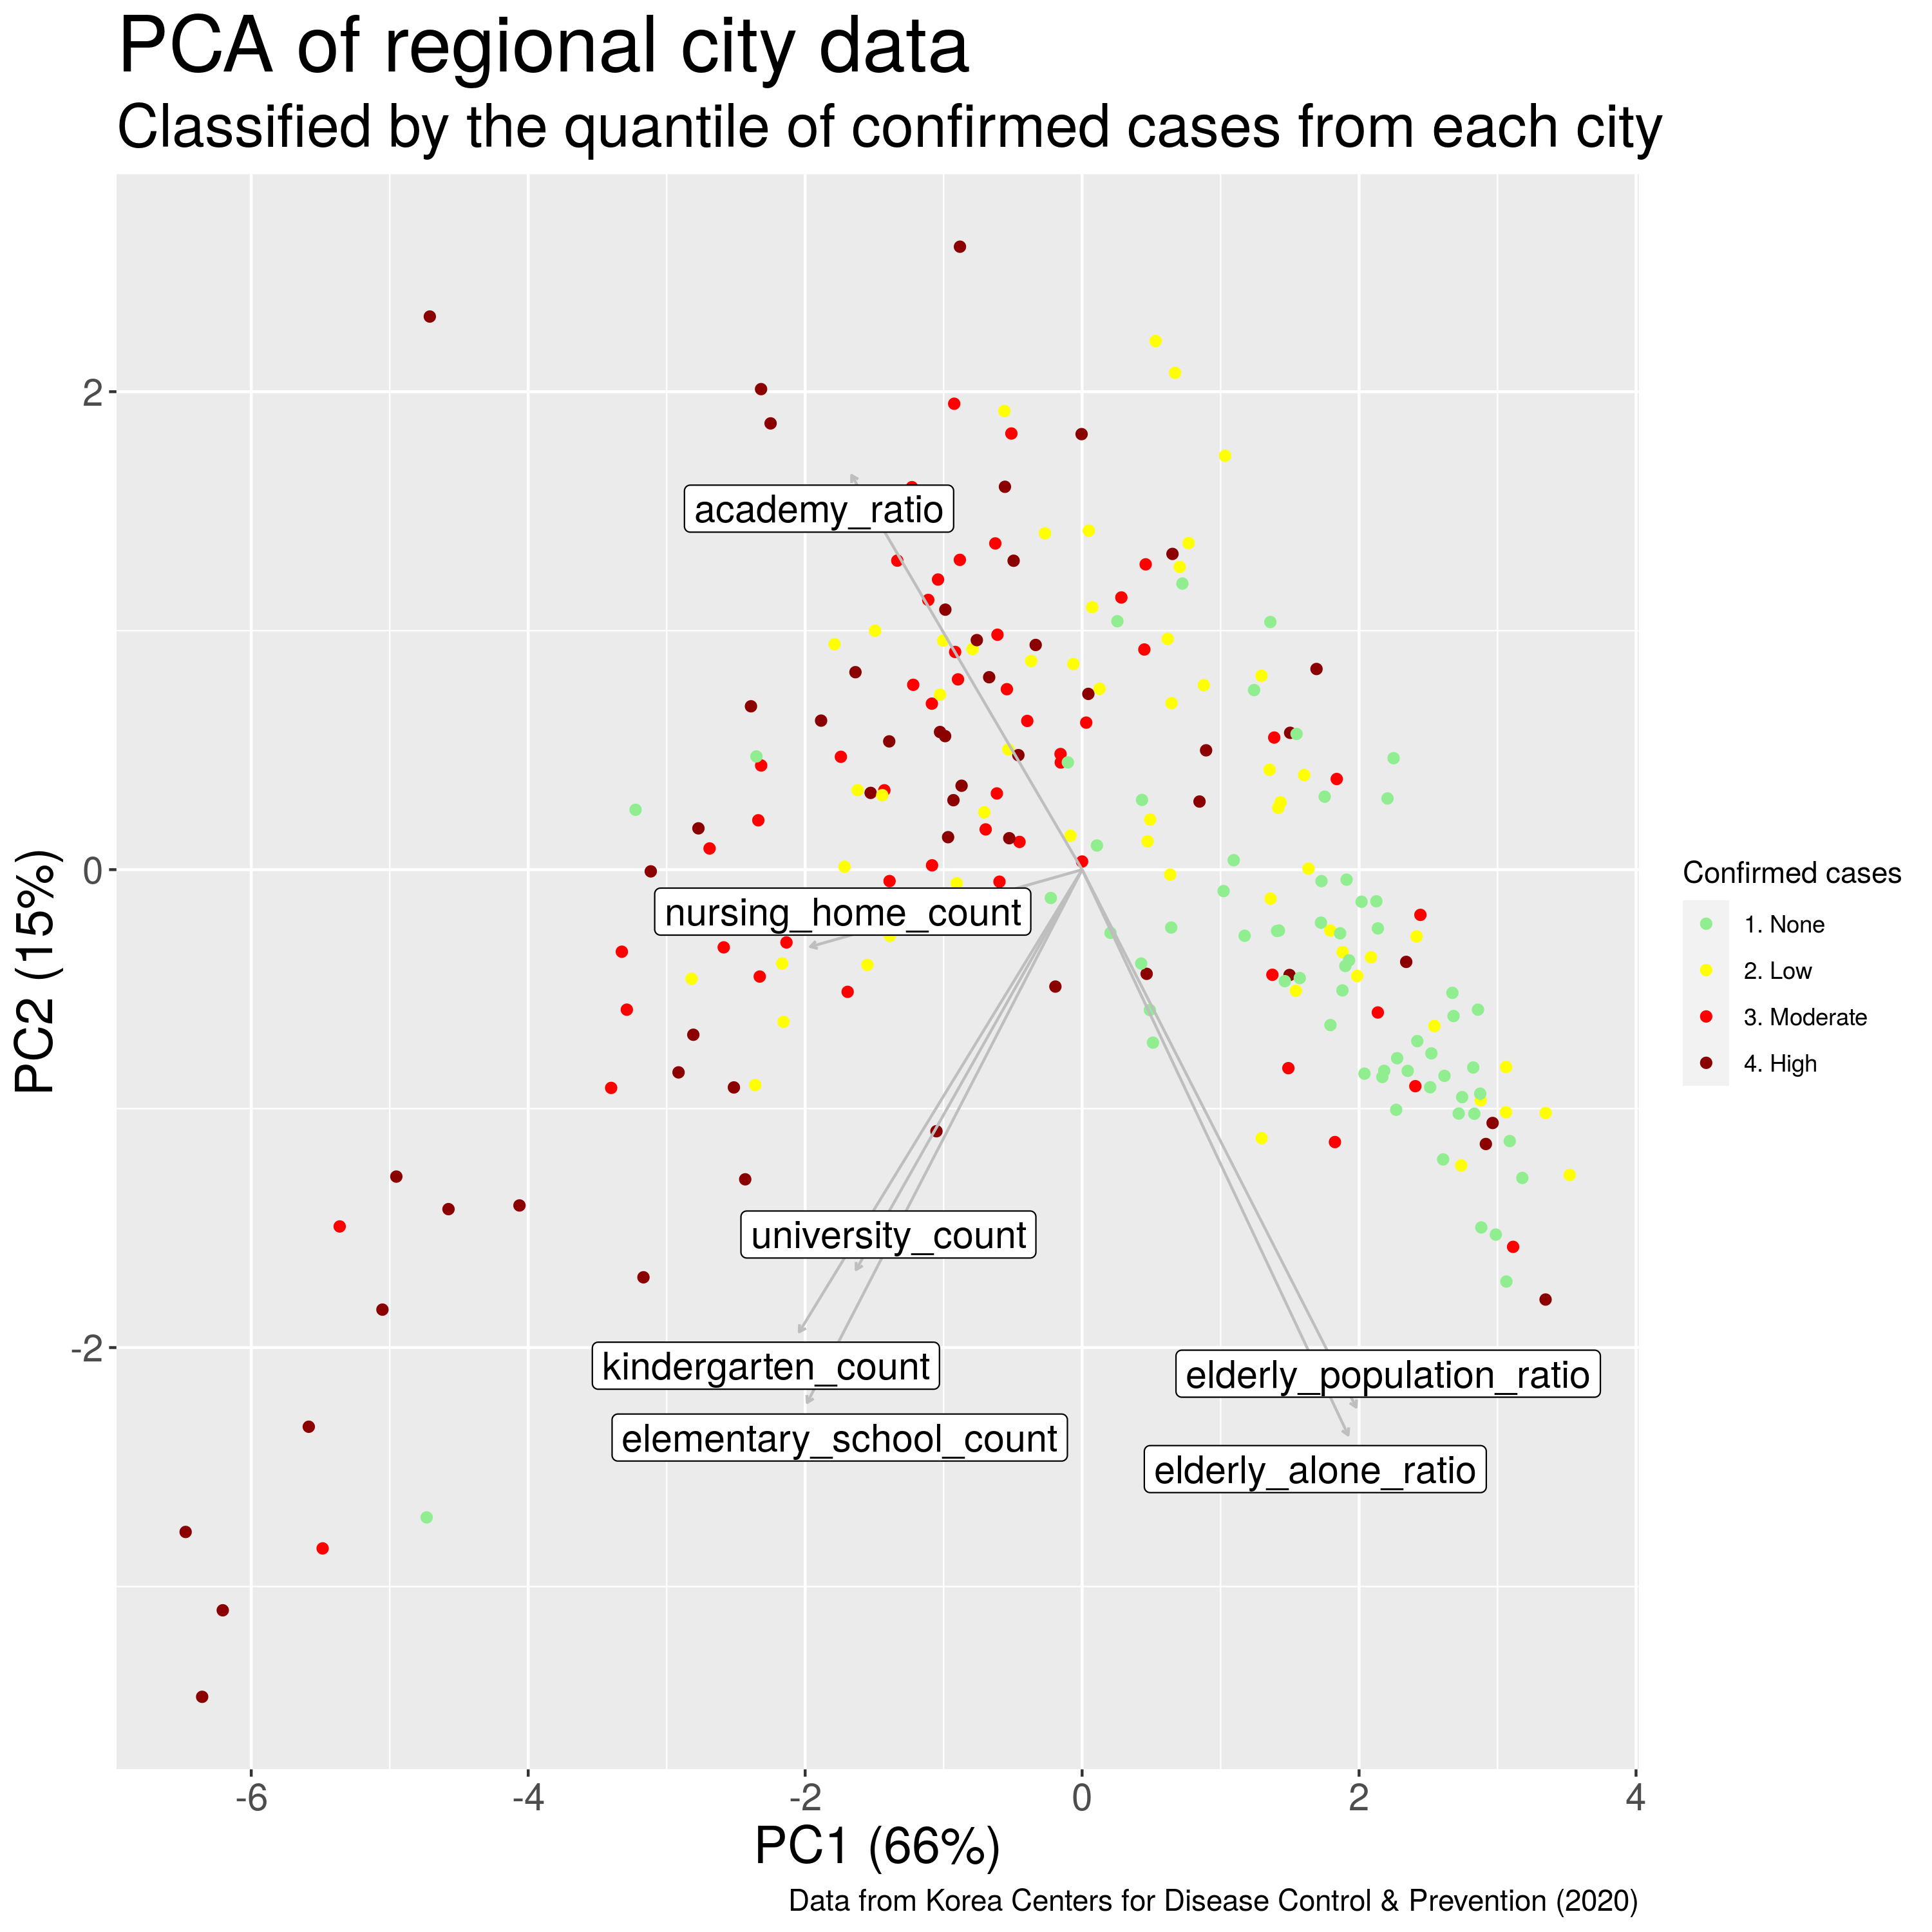 PCA of regional city data
Classified by the quantile of confirmed cases from each city
PC2 (15%)
2
0
-2
academy_ratio
nursing_home_count
university_count
kindergarten_count
elementary_school_count
elderly_population_ratio
elderly_alone_ratio
Confirmed cases
1. None
2. Low
3. Moderate
4. High
-6 -4 -2 0 2 4
PC1 (66%)
Data from Korea Centers for Disease Control & Prevention (2020)